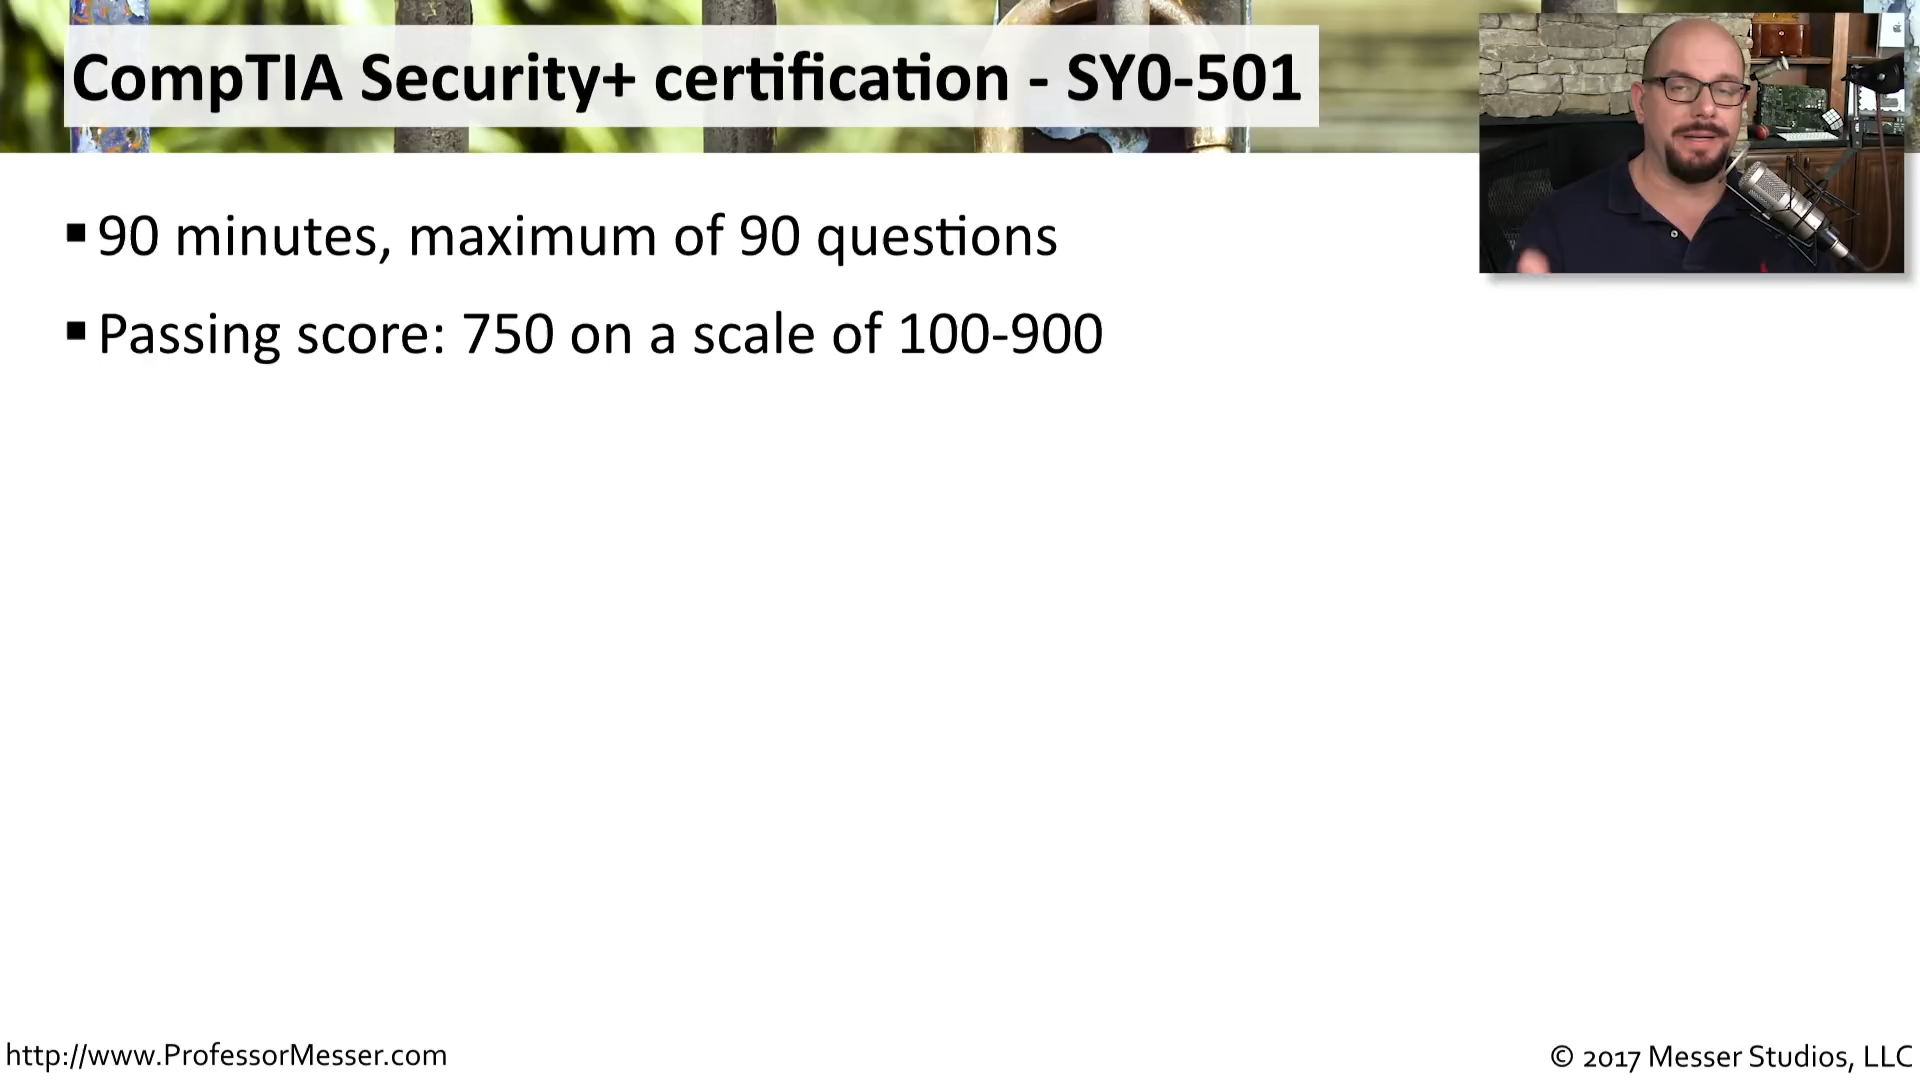 CompTIA Security+ certification - SY0-501
▪ 90 minutes, maximum of 90 questions
▪ Passing score: 750 on a scale of 100-900
http://www.ProfessorMesser.com
© 2017 Messer Studios, LLC